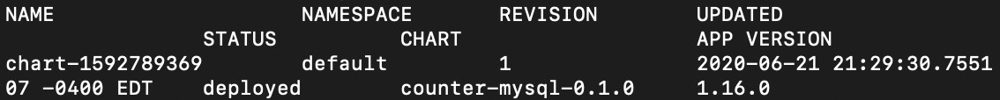 NAME NAMESPACE REVISION UPDATED
STATUS CHART APP VERSION
chart-1592789369 default 1 2020-06-21 21:29:30.7551
07 -0400 EDT deployed counter-mysql-0.1.0 1.16.0